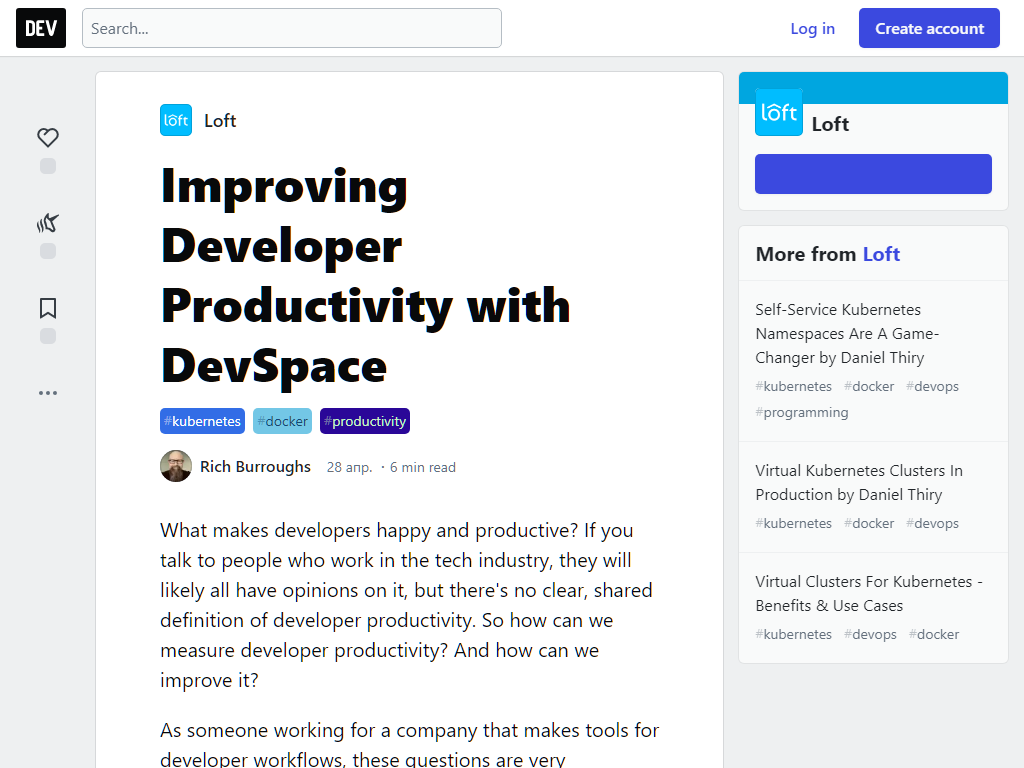 DEV
Search...
Log in
Create account
lôft
Loft
Improving
Developer
Productivity with
DevSpace
#kubernetes #docker #productivity
Rich Burroughs 28 апр. · 6 min read
What makes developers happy and productive? If you
talk to people who work in the tech industry, they will
likely all have opinions on it, but there's no clear, shared
definition of developer productivity. So how can we
measure developer productivity? And how can we
improve it?
As someone working for a company that makes tools for
developer workflows, these questions are very
lôft
Loft
More from Loft
Self-Service Kubernetes
Namespaces Are A Game-
Changer by Daniel Thiry
#kubernetes #docker #devops
#programming
Virtual Kubernetes Clusters In
Production by Daniel Thiry
#kubernetes #docker #devops
Virtual Clusters For Kubernetes -
Benefits & Use Cases
#kubernetes #devops #docker